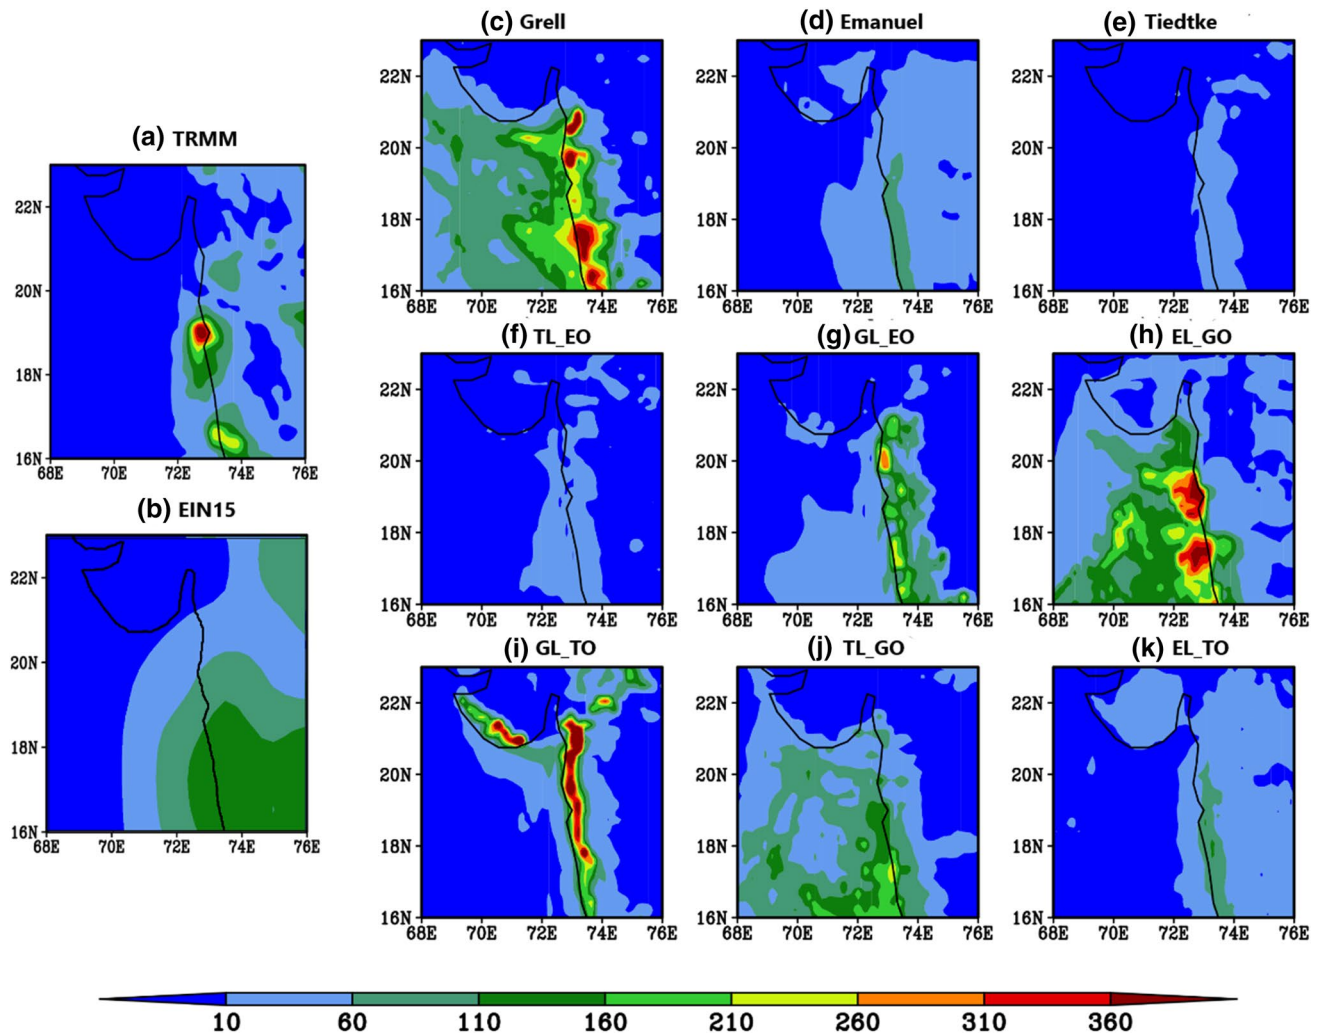 (a) TRMM
22N
20N
18N
16N
68E 70E 72E 74E 76E
(b) EIN15
22N
20N
18N
16N
68E 70E 72E 74E 76E
(c) Grell
22N
20N
18N
16N
68E 70E 72E 74E 76E
(d) Emanuel
22N
20N
18N
16N
68E 70E 72E 74E 76E
(e) Tiedtke
22N
20N
18N
16N
68E 70E 72E 74E 76E
(f) TL_EO
22N
20N
18N
16N
68E 70E 72E 74E 76E
(g) GL_EO
22N
20N
18N
16N
68E 70E 72E 74E 76E
(h) EL_GO
22N
20N
18N
16N
68E 70E 72E 74E 76E
(i) GL_TO
22N
20N
18N
16N
68E 70E 72E 74E 76E
(j) TL_GO
22N
20N
18N
16N
68E 70E 72E 74E 76E
(k) EL_TO
22N
20N
18N
16N
68E 70E 72E 74E 76E
10 60 110 160 210 260 310 360